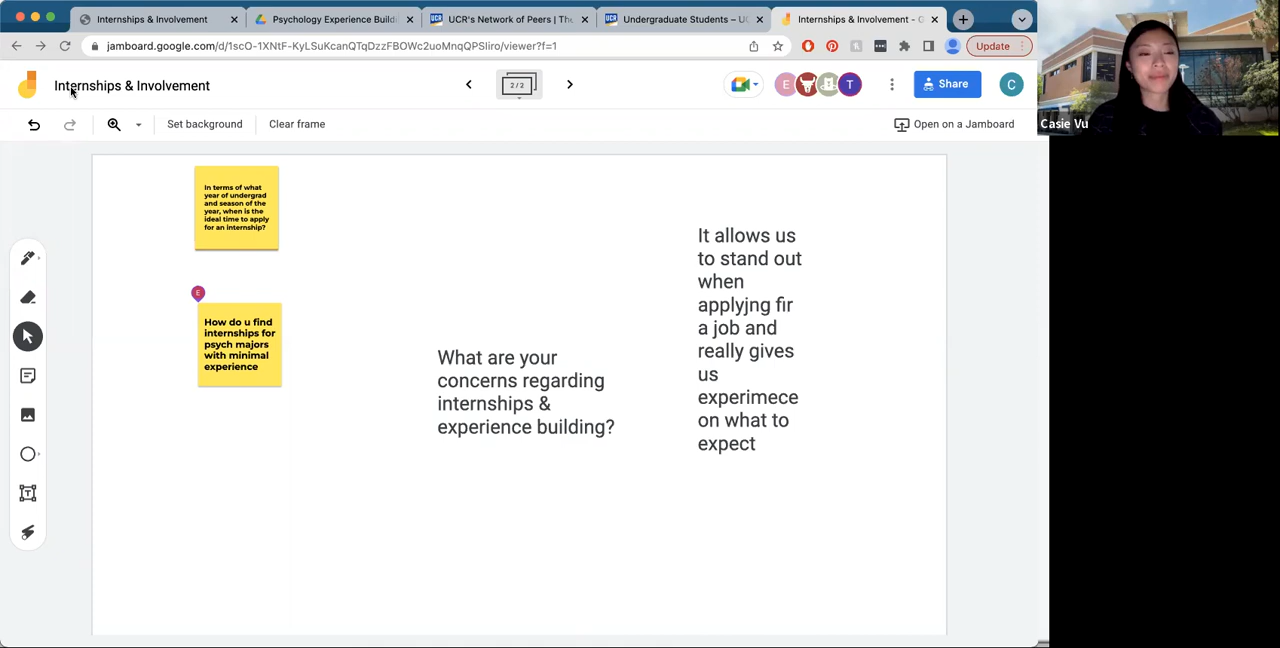 Internships & Involvement
Psychology Experience Build
UCR's Network of Peers | Th
Undergraduate Students – U
Internships & Involvement - G
jamboard.google.com/d/1scO-1XNtF-KyLSuKcanQTqDzzFBOWc2uoMnqQPSIiro/viewer?f=1
Update
Internships & Involvement
2/2
E
T
Share
C
Set background
Clear frame
Open on a Jamboard
Casie Vu
In terms of what
year of undergrad
and season of the
year, when is the
ideal time to apply
for an internship?
E
How do u find
internships for
psych majors
with minimal
experience
What are your
concerns regarding
internships &
experience building?
It allows us
to stand out
when
applyjng fir
a job and
really gives
us
experimece
on what to
expect